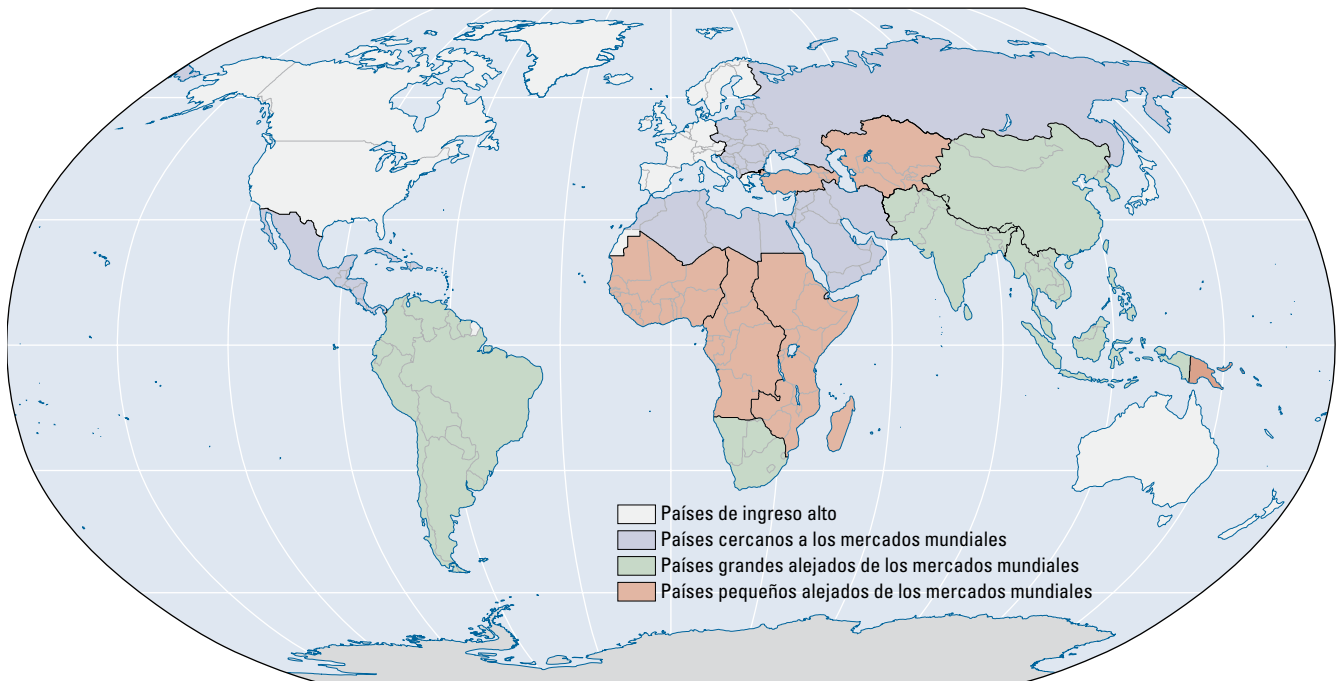 Países de ingreso alto
Países cercanos a los mercados mundiales
Países grandes alejados de los mercados mundiales
Países pequeños alejados de los mercados mundiales